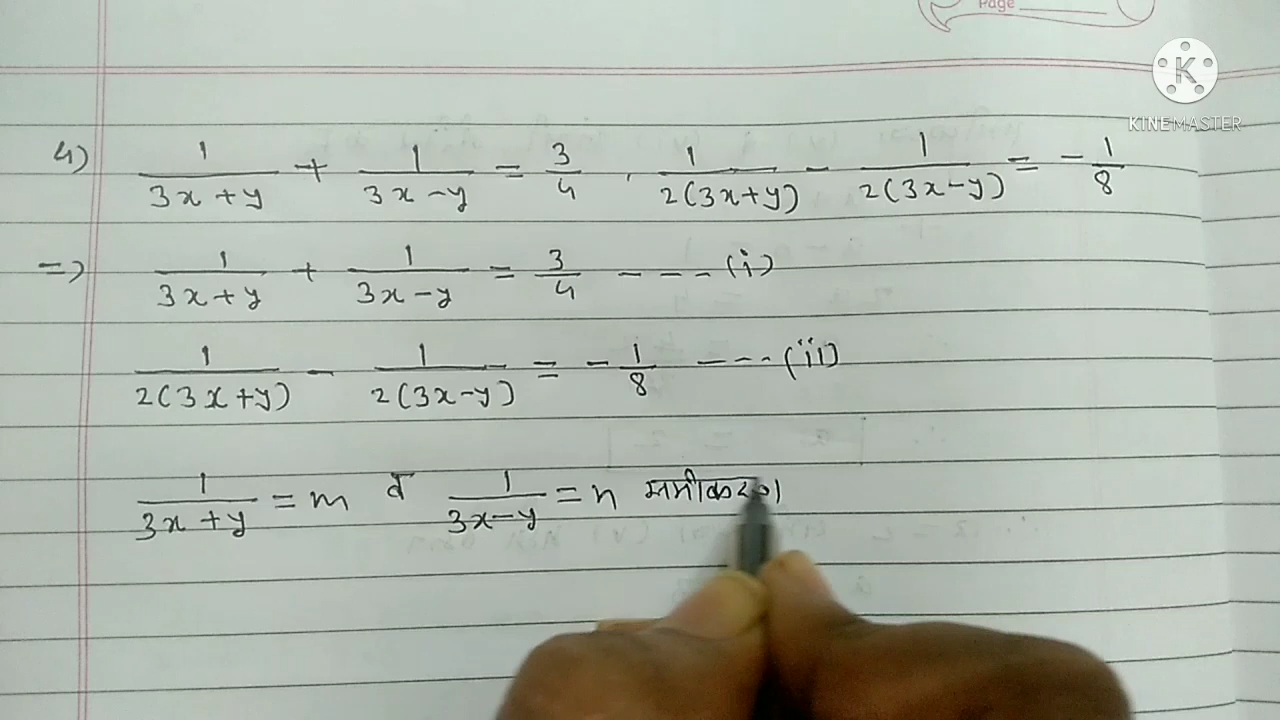 Page
KINEMASTER
4) 1/(3x+y) + 1/(3x-y) = 3/4 , 1/2(3x+y) - 1/2(3x-y) = -1/8
=> 1/(3x+y) + 1/(3x-y) = 3/4 --- (i)
1/2(3x+y) - 1/2(3x-y) = -1/8 --- (ii)
1/(3x+y) = m व 1/(3x-y) = n समीकरण